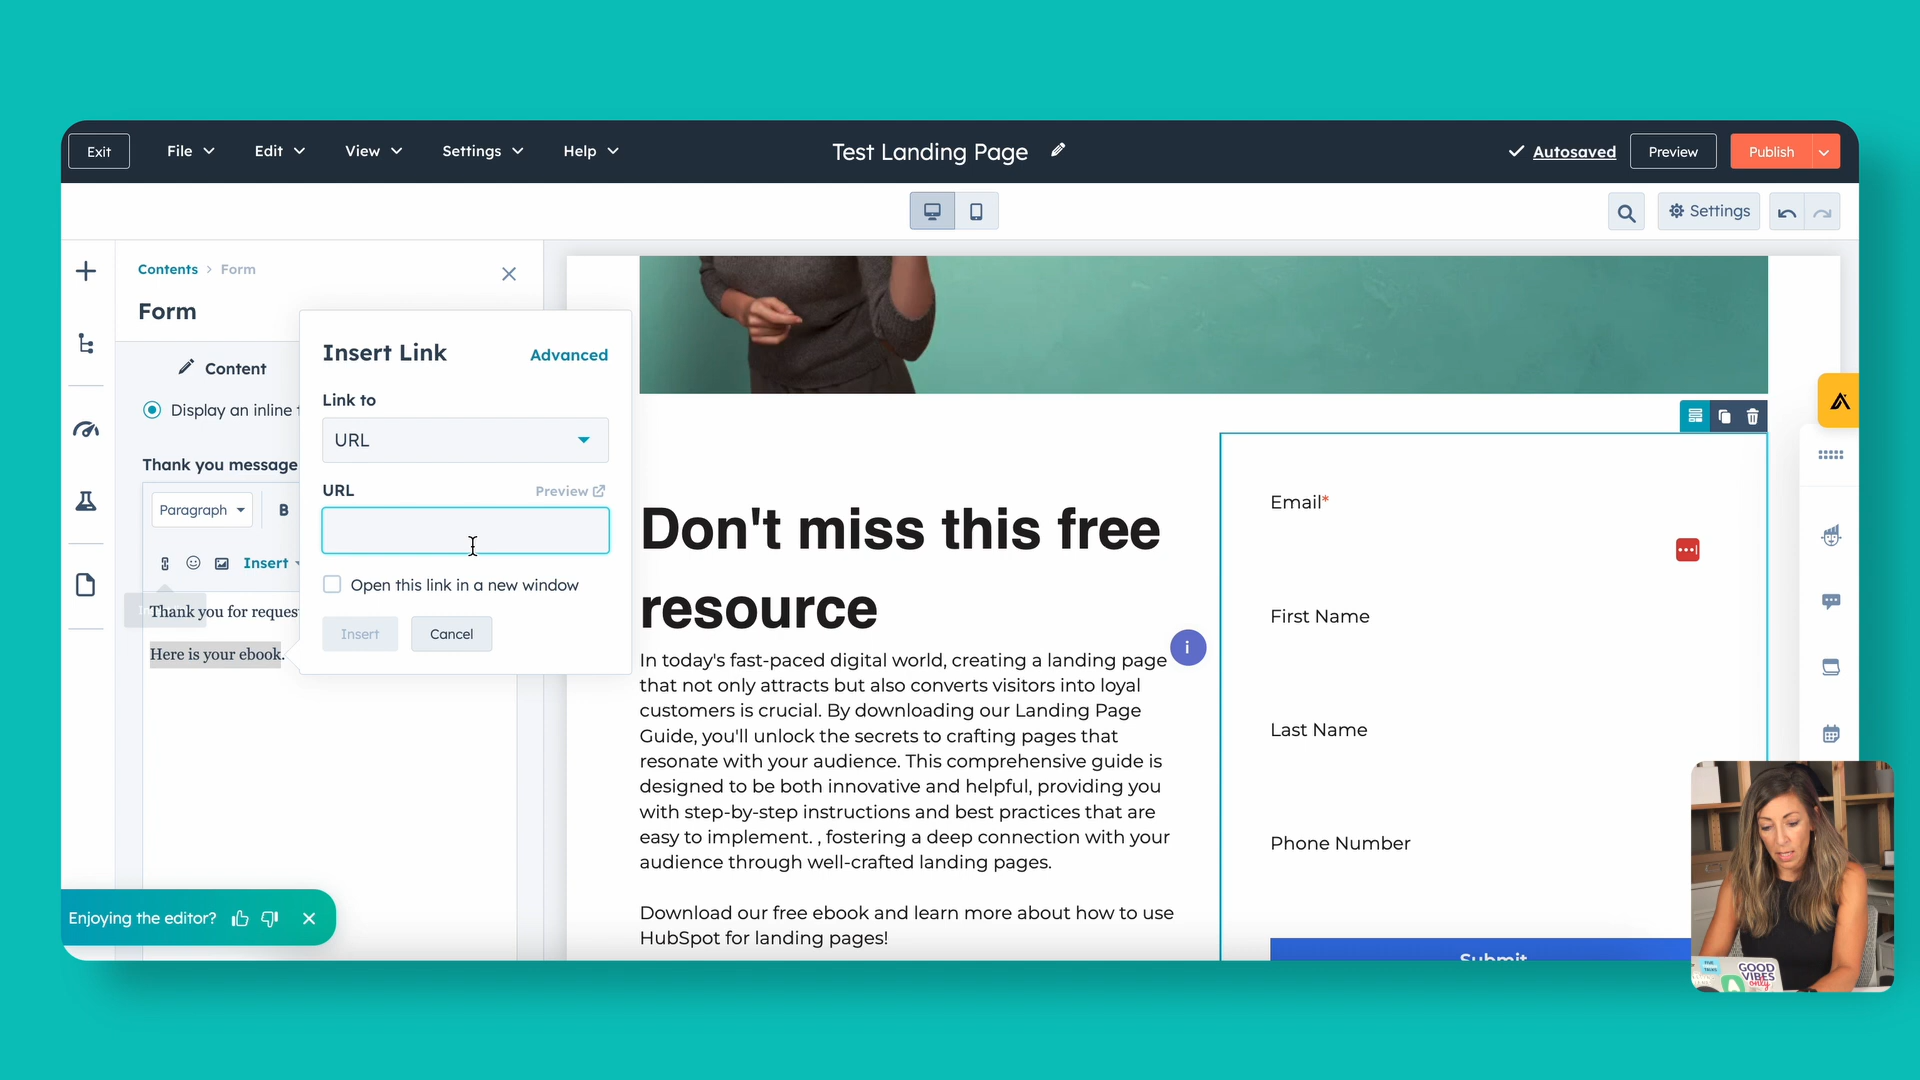 Exit
File
Edit
View
Settings
Help
Test Landing Page
Autosaved
Preview
Publish
Settings
Contents > Form
Form
Content
Display an inline
Thank you message
Paragraph
B
Insert
Thank you for reques
Here is your ebook.
Insert Link
Advanced
Link to
URL
URL
Preview
Open this link in a new window
Insert
Cancel
Don't miss this free
resource
In today's fast-paced digital world, creating a landing page
that not only attracts but also converts visitors into loyal
customers is crucial. By downloading our Landing Page
Guide, you'll unlock the secrets to crafting pages that
resonate with your audience. This comprehensive guide is
designed to be both innovative and helpful, providing you
with step-by-step instructions and best practices that are
easy to implement. , fostering a deep connection with your
audience through well-crafted landing pages.
Download our free ebook and learn more about how to use
HubSpot for landing pages!
i
Email*
First Name
Last Name
Phone Number
Submit
Enjoying the editor?
GOOD
VIBES
only